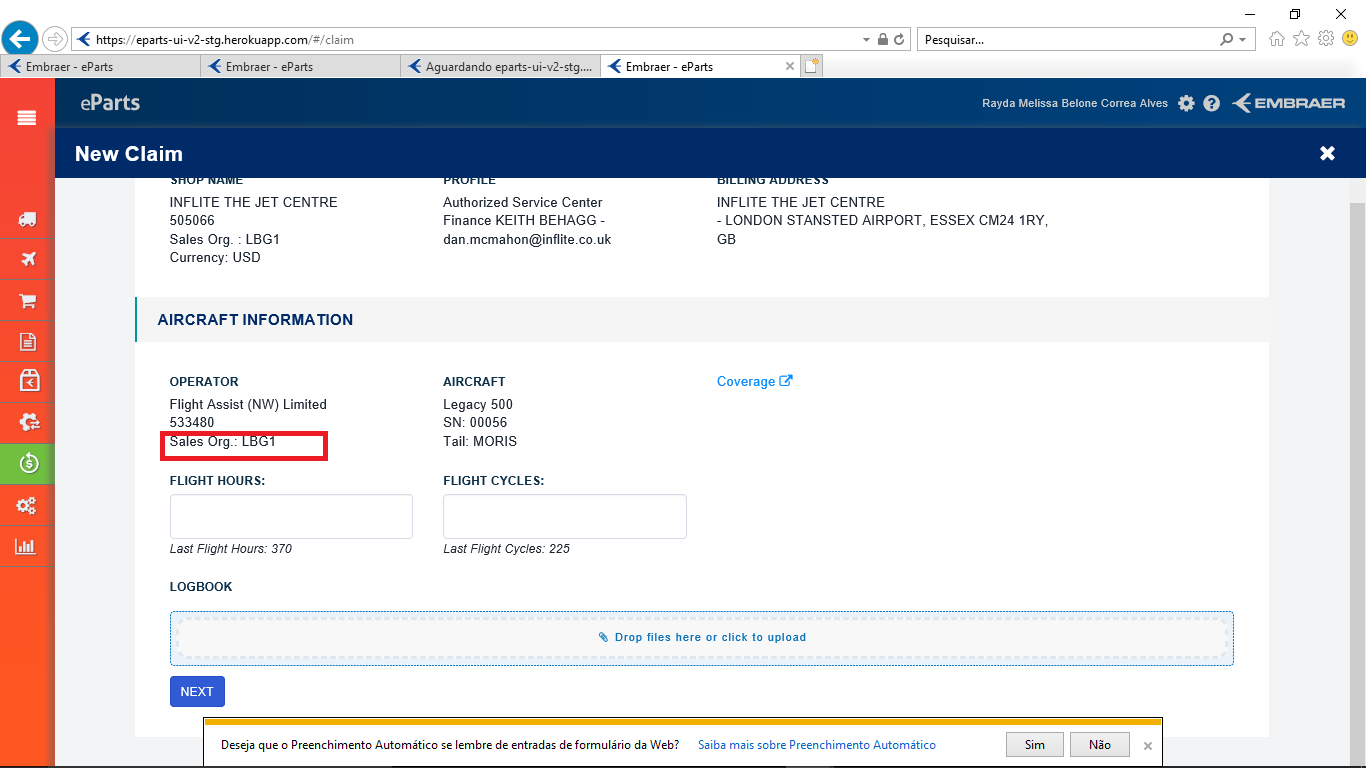 https://eparts-ui-v2-stg.herokuapp.com/#/claim
Pesquisar...
Embraer - eParts
Embraer - eParts
Aguardando eparts-ui-v2-stg....
Embraer - eParts
eParts
Rayda Melissa Belone Correa Alves
EMBRAER
New Claim
SHOP NAME
PROFILE
BILLING ADDRESS
INFLITE THE JET CENTRE
505066
Sales Org. : LBG1
Currency: USD
Authorized Service Center
Finance KEITH BEHAGG -
dan.mcmahon@inflite.co.uk
INFLITE THE JET CENTRE
- LONDON STANSTED AIRPORT, ESSEX CM24 1RY,
GB
AIRCRAFT INFORMATION
OPERATOR
Flight Assist (NW) Limited
533480
Sales Org.: LBG1
AIRCRAFT
Legacy 500
SN: 00056
Tail: MORIS
Coverage
FLIGHT HOURS:
Last Flight Hours: 370
FLIGHT CYCLES:
Last Flight Cycles: 225
LOGBOOK
Drop files here or click to upload
NEXT
Deseja que o Preenchimento Automático se lembre de entradas de formulário da Web?
Saiba mais sobre Preenchimento Automático
Sim
Não